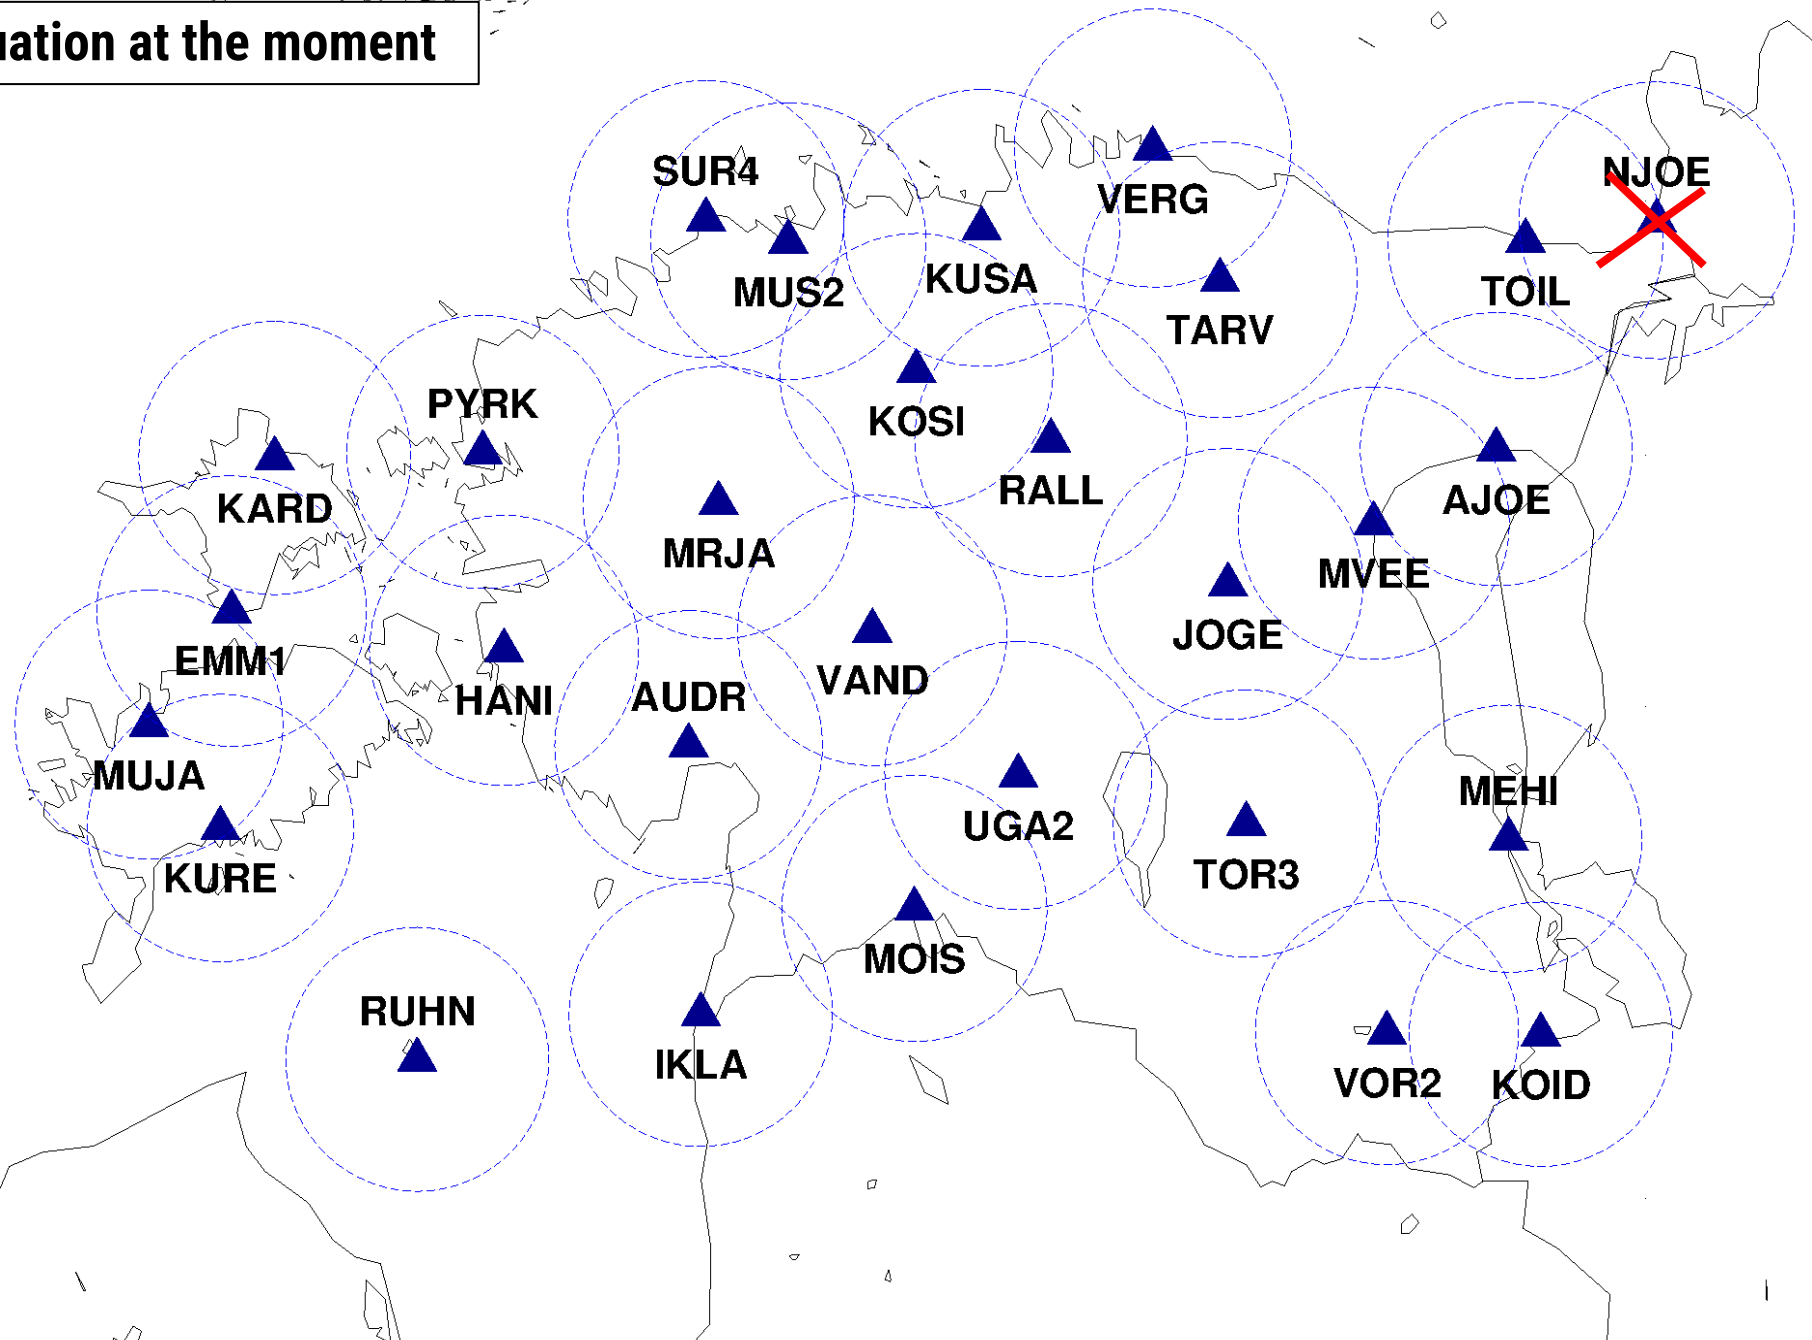 uation at the moment
SUR4
NJOE
VERG
KUSA
MUS2
TOIL
TARV
PYRK
KOSI
RALL
AJOE
KARD
MRJA
MVEE
JOGE
EMM1
VAND
HANI
AUDR
MUJA
MEHI
UGA2
TOR3
KURE
MOIS
RUHN
IKLA
VOR2
KOID